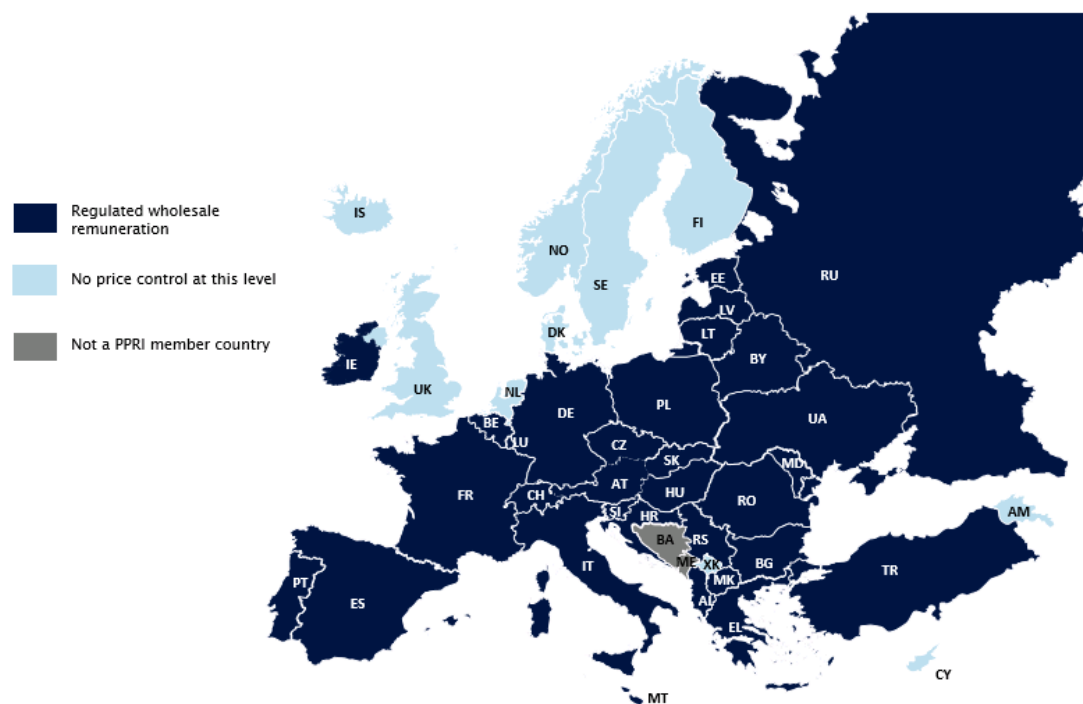 Regulated wholesale
remuneration
No price control at this level
Not a PPRI member country
IS
NO
SE
FI
RU
EE
LV
LT
DK
BY
IE
UK
NL
BE
LU
DE
PL
UA
CZ
SK
MD
FR
CH
AT
HU
RO
SI
HR
BA
RS
ME
XK
BG
MK
AL
EL
IT
PT
ES
TR
AM
CY
MT